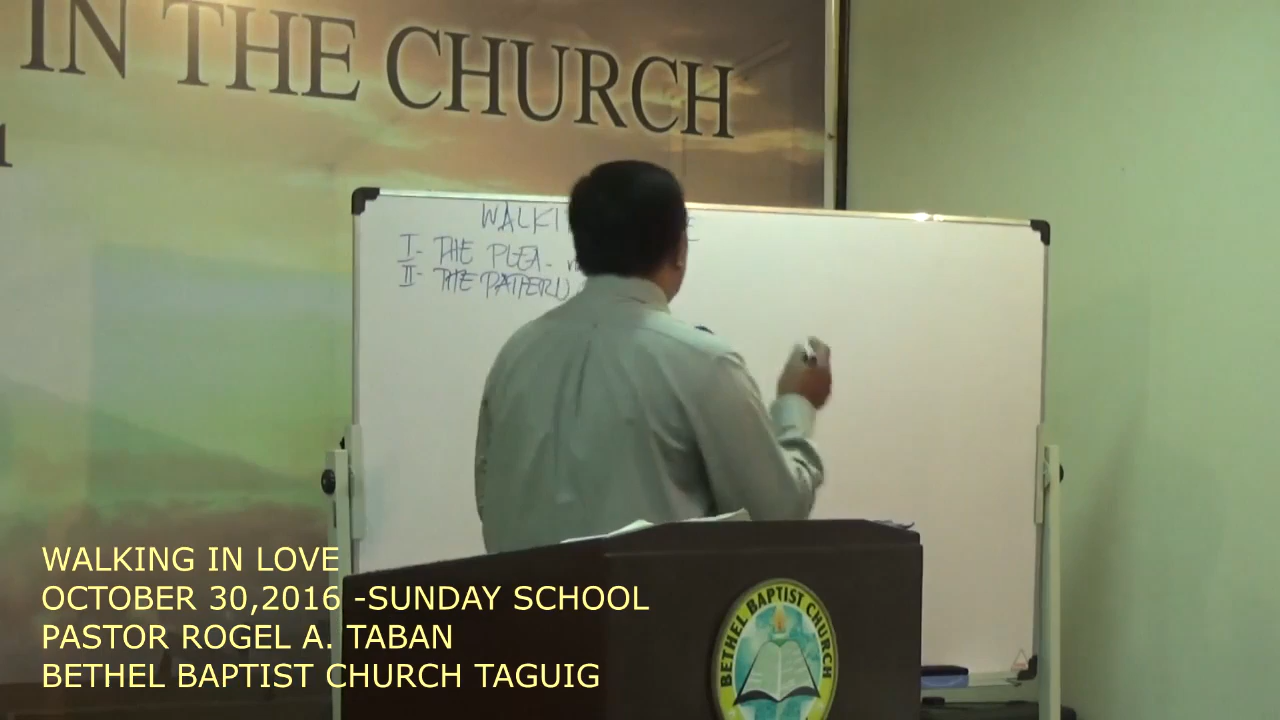 IN THE CHURCH
1
WALKI
I- THE PLEA -
II- THE PATTERN
WALKING IN LOVE
OCTOBER 30,2016 -SUNDAY SCHOOL
PASTOR ROGEL A. TABAN
BETHEL BAPTIST CHURCH TAGUIG
BETHEL BAPTIST CHURCH